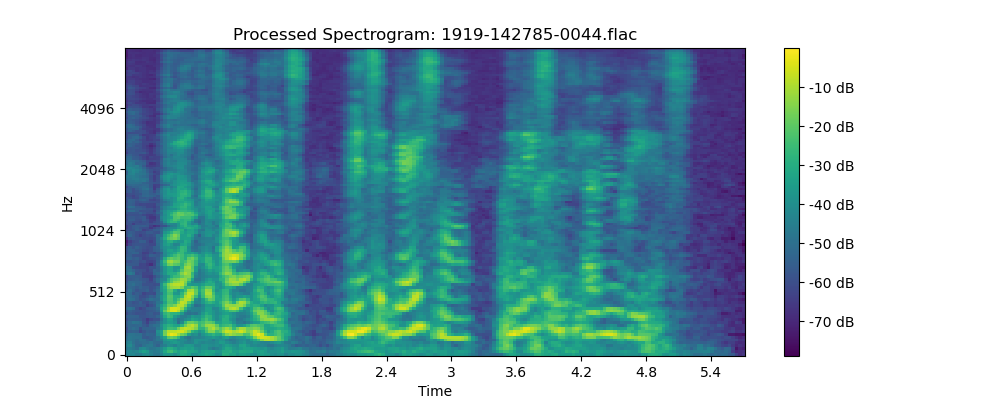 Processed Spectrogram: 1919-142785-0044.flac
Hz
4096
2048
1024
512
0
0 0.6 1.2 1.8 2.4 3 3.6 4.2 4.8 5.4
Time
-10 dB
-20 dB
-30 dB
-40 dB
-50 dB
-60 dB
-70 dB